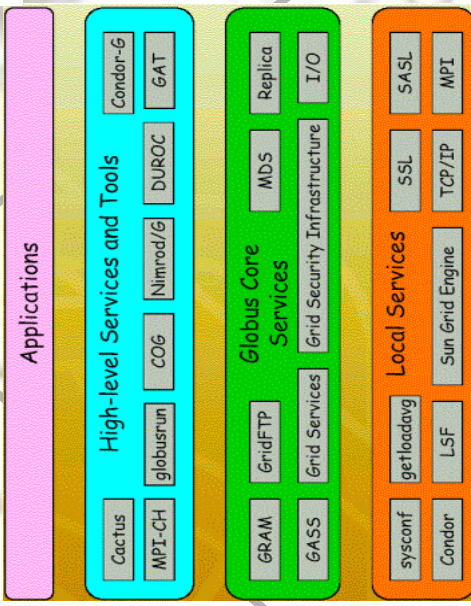 Applications
High-level Services and Tools
Cactus
Condor-G
MPI-CH
globusrun
COG
Nimrod/G
DUROC
GAT
Globus Core
Services
GRAM
GridFTP
MDS
Replica
GASS
Grid Services
Grid Security Infrastructure
I/O
Local Services
sysconf
getloadavg
SSL
SASL
Condor
LSF
Sun Grid Engine
TCP/IP
MPI